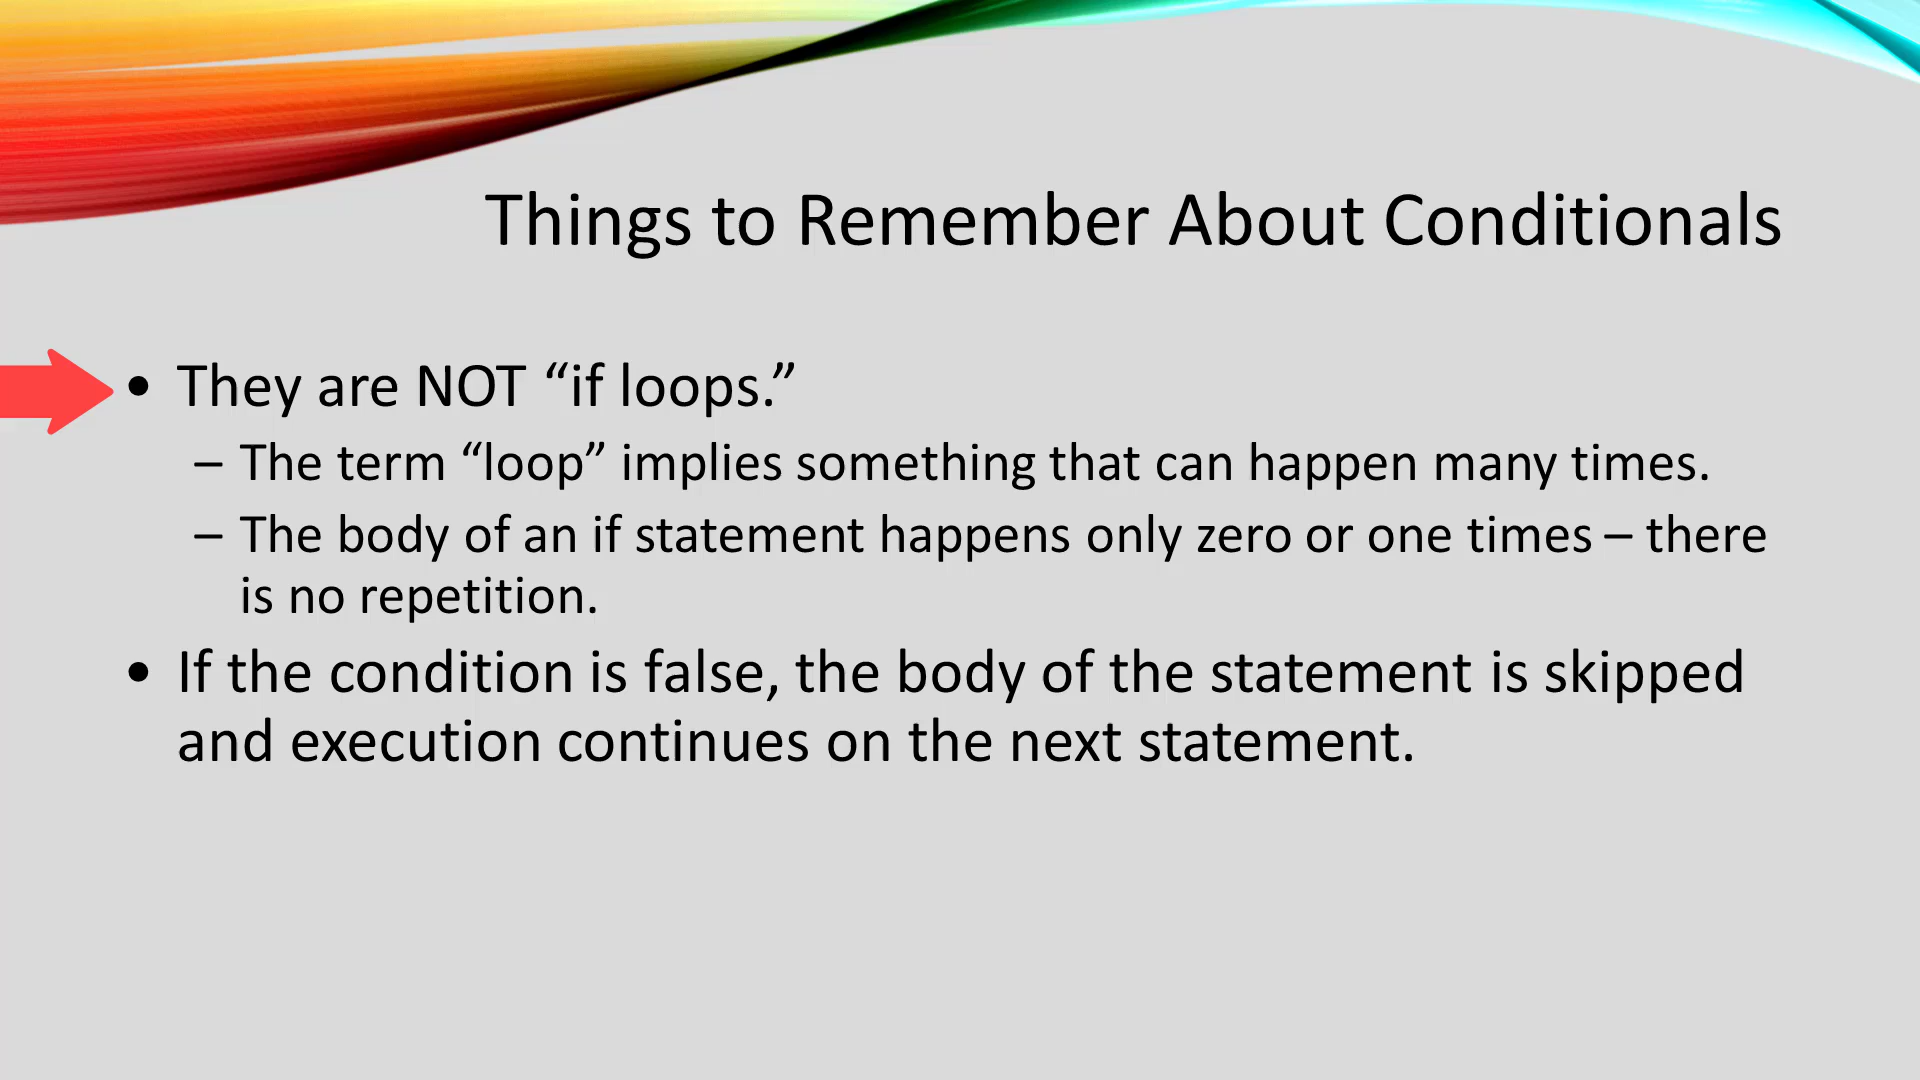 Things to Remember About Conditionals
• They are NOT “if loops.”
– The term “loop” implies something that can happen many times.
– The body of an if statement happens only zero or one times – there
is no repetition.
• If the condition is false, the body of the statement is skipped
and execution continues on the next statement.